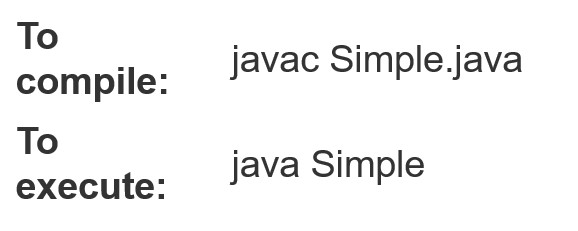 To
compile:
javac Simple.java
To
execute:
java Simple